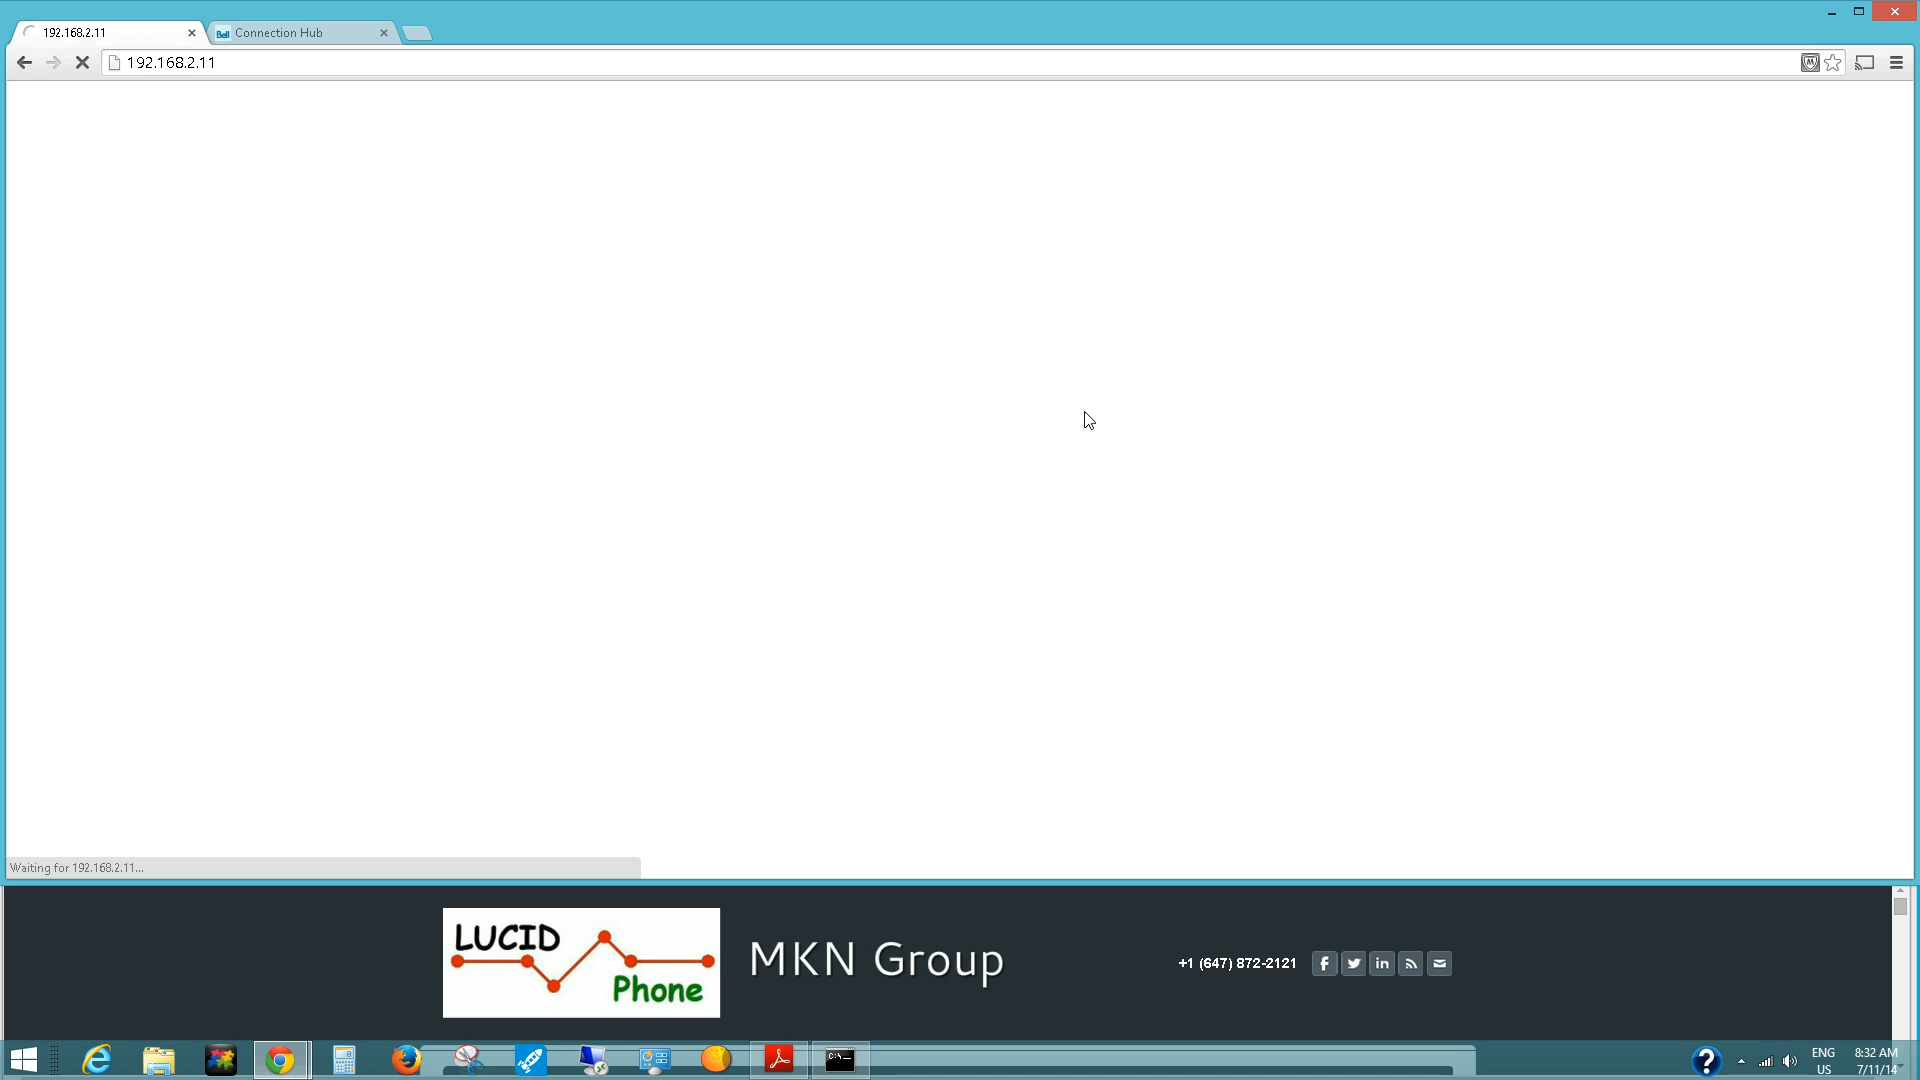 192.168.2.11
Bell Connection Hub
192.168.2.11
Waiting for 192.168.2.11...
LUCID
Phone
MKN Group
+1 (647) 872-2121
C:\
ENG
US
8:32 AM
7/11/14